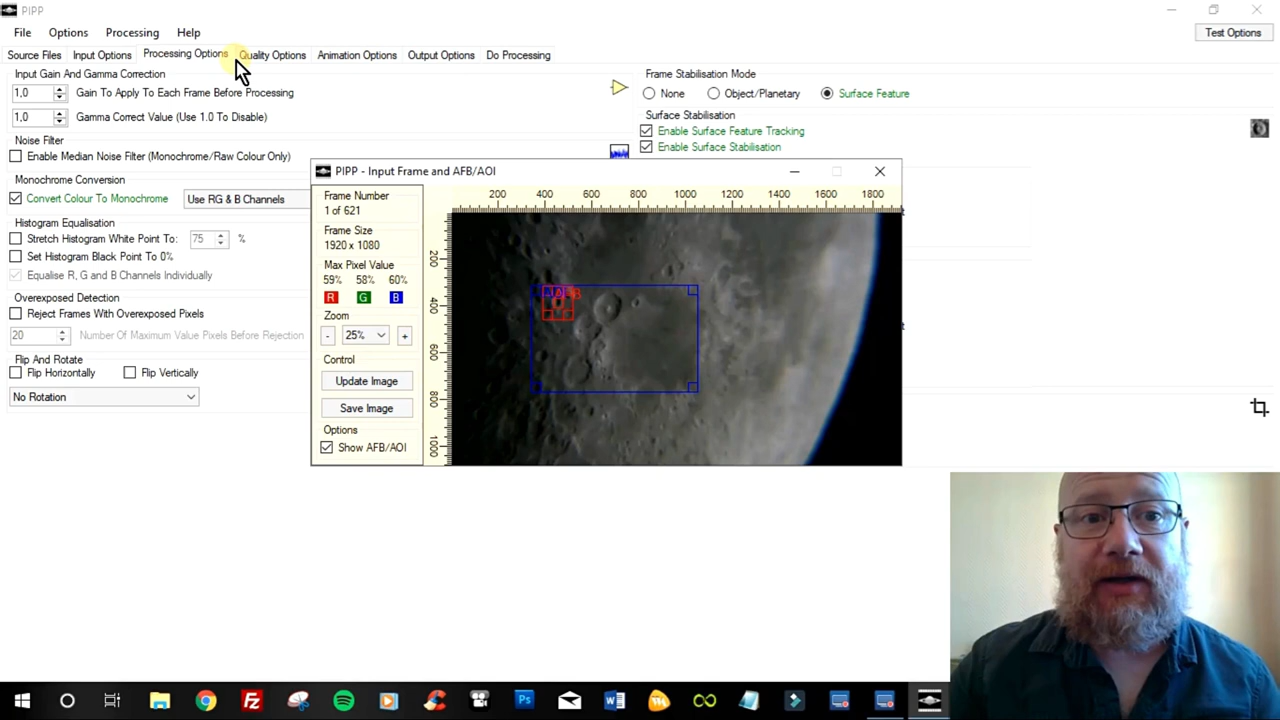 PIPP
File Options Processing Help
Test Options
Source Files Input Options Processing Options Quality Options Animation Options Output Options Do Processing
Input Gain And Gamma Correction
1.0 Gain To Apply To Each Frame Before Processing
1.0 Gamma Correct Value (Use 1.0 To Disable)
Noise Filter
Enable Median Noise Filter (Monochrome/Raw Colour Only)
Monochrome Conversion
Convert Colour To Monochrome Use RG & B Channels
Histogram Equalisation
Stretch Histogram White Point To: 75 %
Set Histogram Black Point To 0%
Equalise R, G and B Channels Individually
Overexposed Detection
Reject Frames With Overexposed Pixels
20 Number Of Maximum Value Pixels Before Rejection
Flip And Rotate
Flip Horizontally Flip Vertically
No Rotation
Frame Stabilisation Mode
None Object/Planetary Surface Feature
Surface Stabilisation
Enable Surface Feature Tracking
Enable Surface Stabilisation
PIPP - Input Frame and AFB/AOI
Frame Number
1 of 621
Frame Size
1920 x 1080
Max Pixel Value
59% 58% 60%
R G B
Zoom
- 25% +
Control
Update Image
Save Image
Options
Show AFB/AOI
200 400 600 800 1000 1200 1400 1600 1800
200
400
600
800
1000
Ps
W